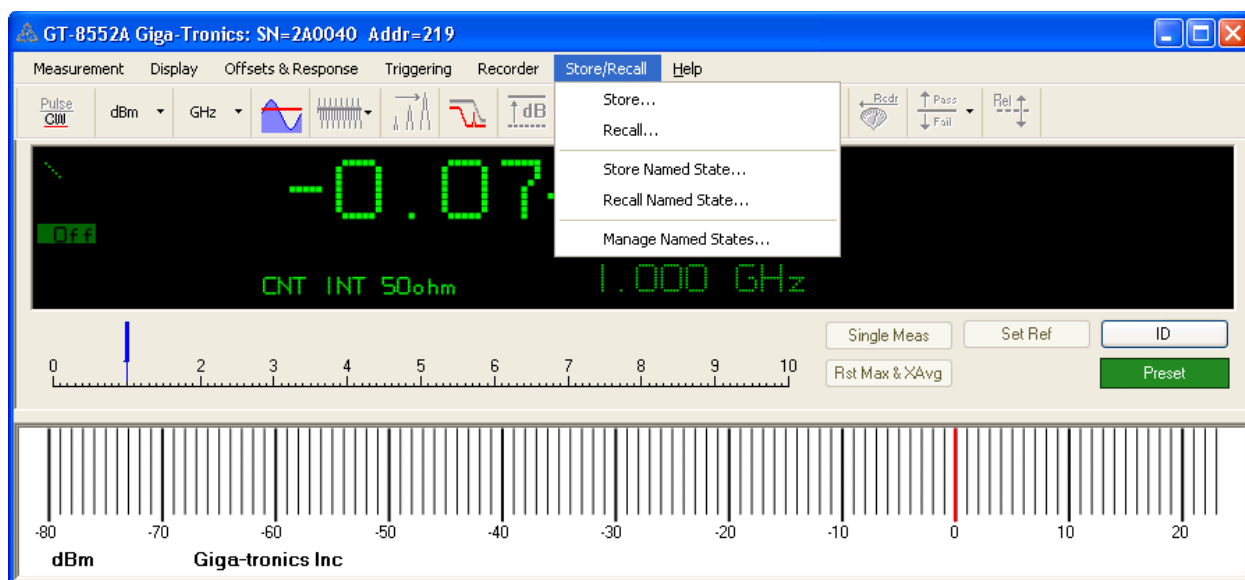 GT-8552A Giga-Tronics: SN=2A0040 Addr=219
Measurement Display Offsets & Response Triggering Recorder Store/Recall Help
Pulse
CW
dBm
GHz
dB
Rcdr
Pass
Fail
Rel
Store...
Recall...
Store Named State...
Recall Named State...
Manage Named States...
-0.07
Off
CNT INT 50ohm
1.000 GHz
Single Meas
Set Ref
ID
Rst Max & XAvg
Preset
0 1 2 3 4 5 6 7 8 9 10
-80 -70 -60 -50 -40 -30 -20 -10 0 10 20
dBm
Giga-tronics Inc